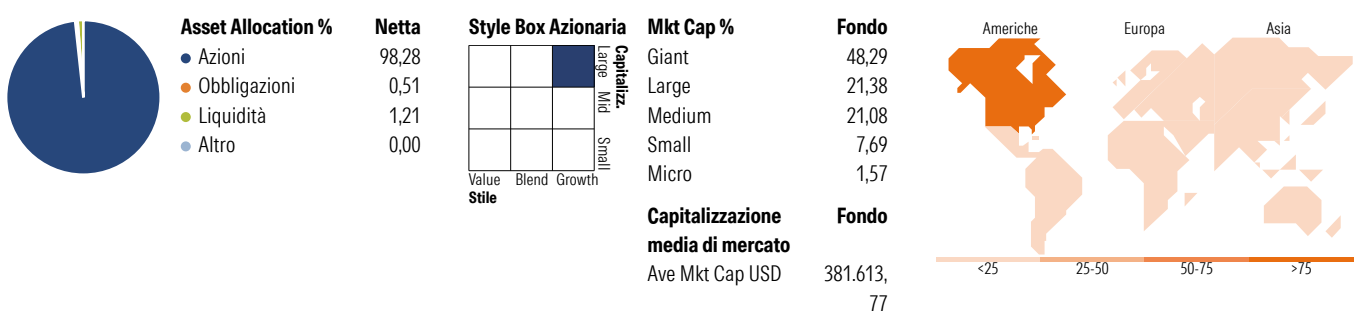 Asset Allocation % Netta
Azioni 98,28
Obbligazioni 0,51
Liquidità 1,21
Altro 0,00
Style Box Azionaria
Capitalizz.
Large Mid Small
Value Blend Growth
Stile
Mkt Cap % Fondo
Giant 48,29
Large 21,38
Medium 21,08
Small 7,69
Micro 1,57
Capitalizzazione Fondo
media di mercato
Ave Mkt Cap USD 381.613,
77
Americhe Europa Asia
<25 25-50 50-75 >75